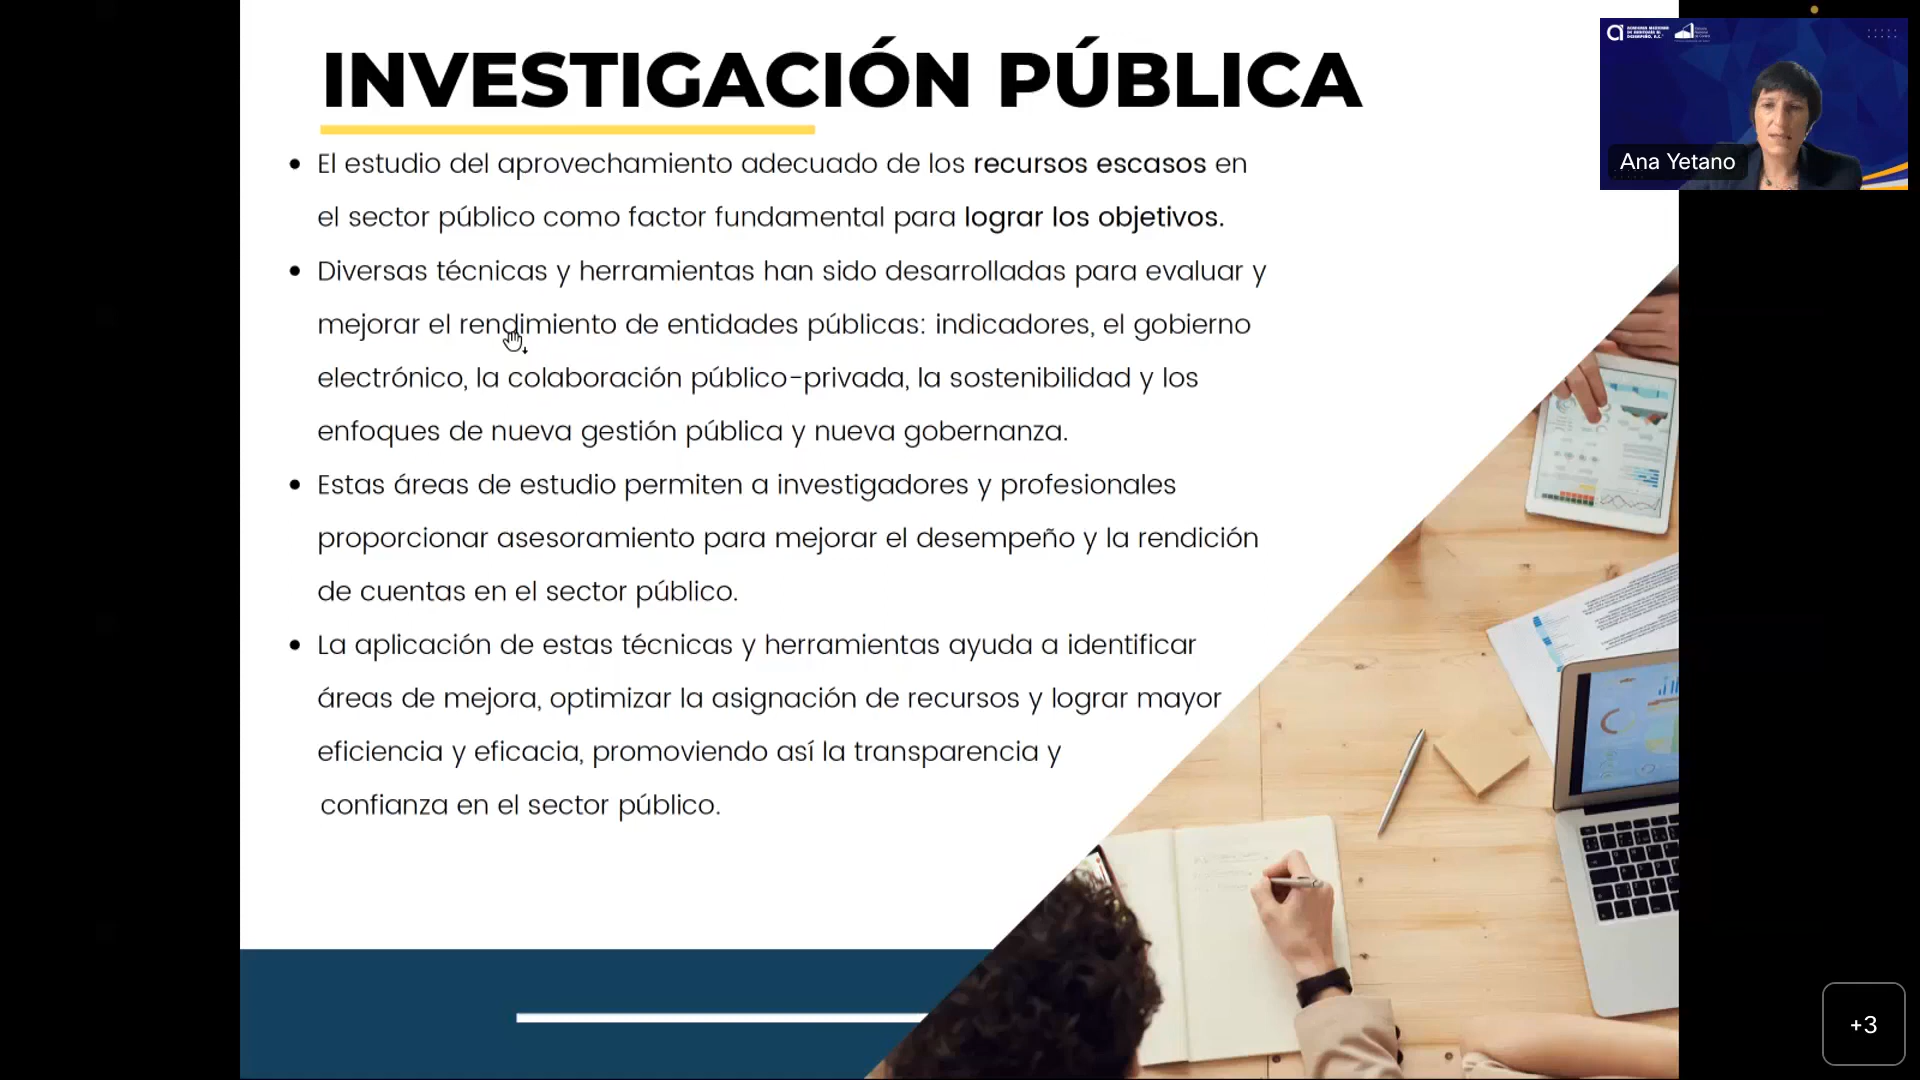 INVESTIGACIÓN PÚBLICA
El estudio del aprovechamiento adecuado de los recursos escasos en
el sector público como factor fundamental para lograr los objetivos.
Diversas técnicas y herramientas han sido desarrolladas para evaluar y
mejorar el rendimiento de entidades públicas: indicadores, el gobierno
electrónico, la colaboración público-privada, la sostenibilidad y los
enfoques de nueva gestión pública y nueva gobernanza.
Estas áreas de estudio permiten a investigadores y profesionales
proporcionar asesoramiento para mejorar el desempeño y la rendición
de cuentas en el sector público.
La aplicación de estas técnicas y herramientas ayuda a identificar
áreas de mejora, optimizar la asignación de recursos y lograr mayor
eficiencia y eficacia, promoviendo así la transparencia y
confianza en el sector público.
Ana Yetano
+3